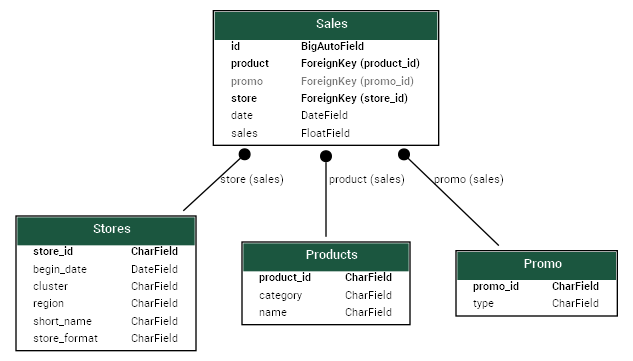 Sales
id BigAutoField
product ForeignKey (product_id)
promo ForeignKey (promo_id)
store ForeignKey (store_id)
date DateField
sales FloatField
store (sales)
product (sales)
promo (sales)
Stores
store_id CharField
begin_date DateField
cluster CharField
region CharField
short_name CharField
store_format CharField
Products
product_id CharField
category CharField
name CharField
Promo
promo_id CharField
type CharField